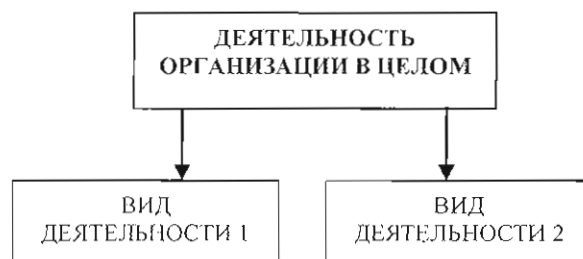 ДЕЯТЕЛЬНОСТЬ
ОРГАНИЗАЦИИ В ЦЕЛОМ
ВИД
ДЕЯТЕЛЬНОСТИ 1
ВИД
ДЕЯТЕЛЬНОСТИ 2